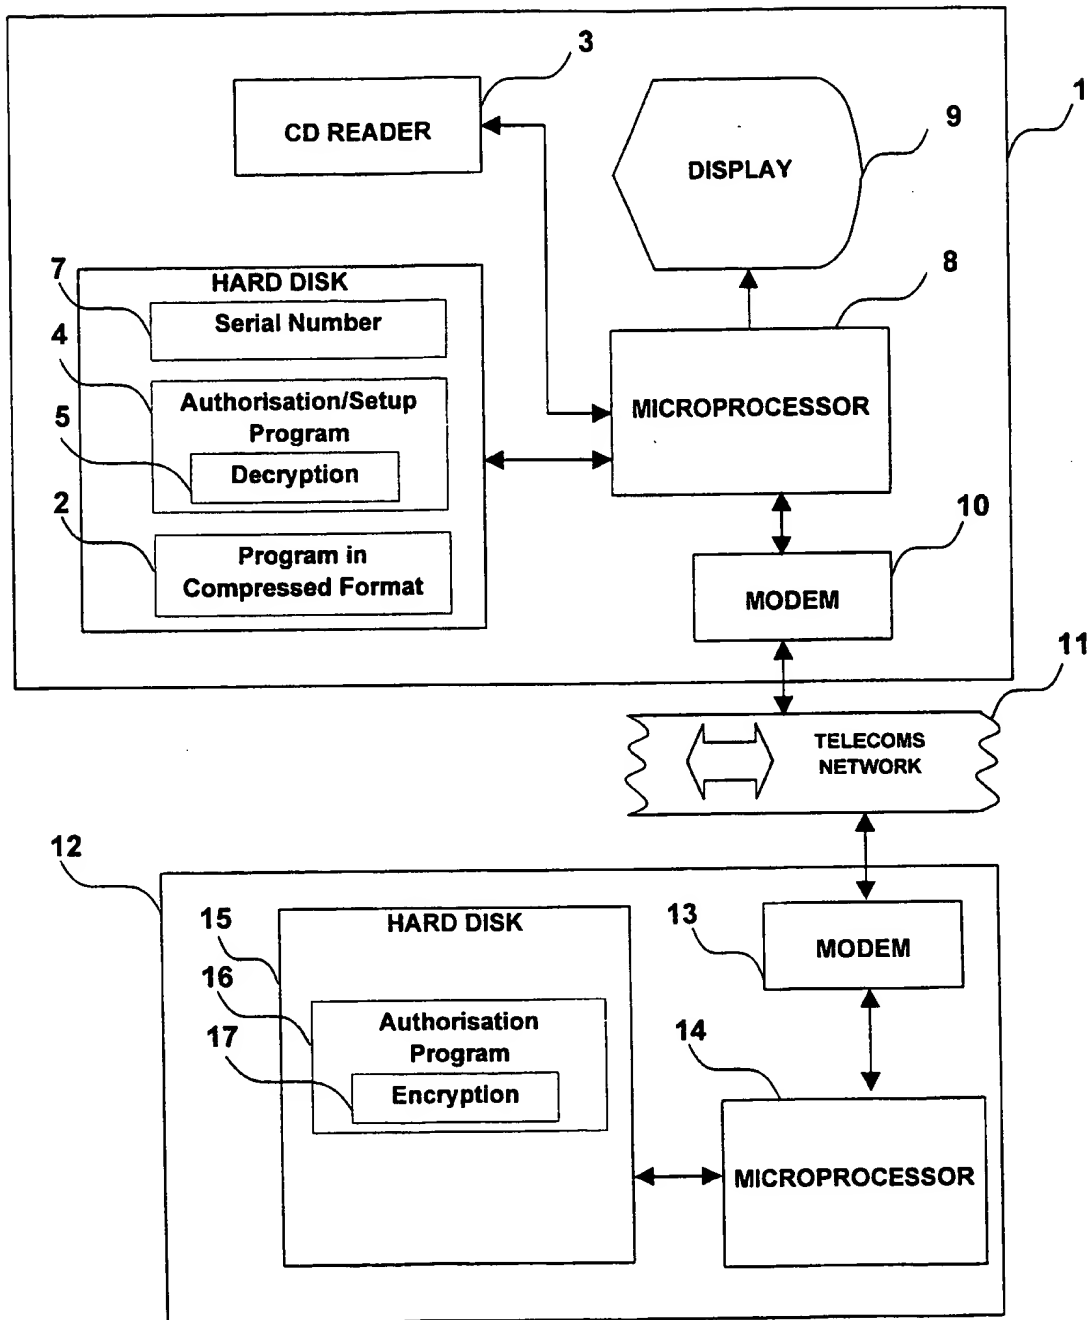 3
1
CD READER
9
DISPLAY
7
HARD DISK
8
Serial Number
4
Authorisation/Setup
Program
MICROPROCESSOR
5
Decryption
2
10
Program in
Compressed Format
MODEM
11
TELECOMS
NETWORK
12
15
HARD DISK
13
MODEM
16
Authorisation
Program
17
14
Encryption
MICROPROCESSOR